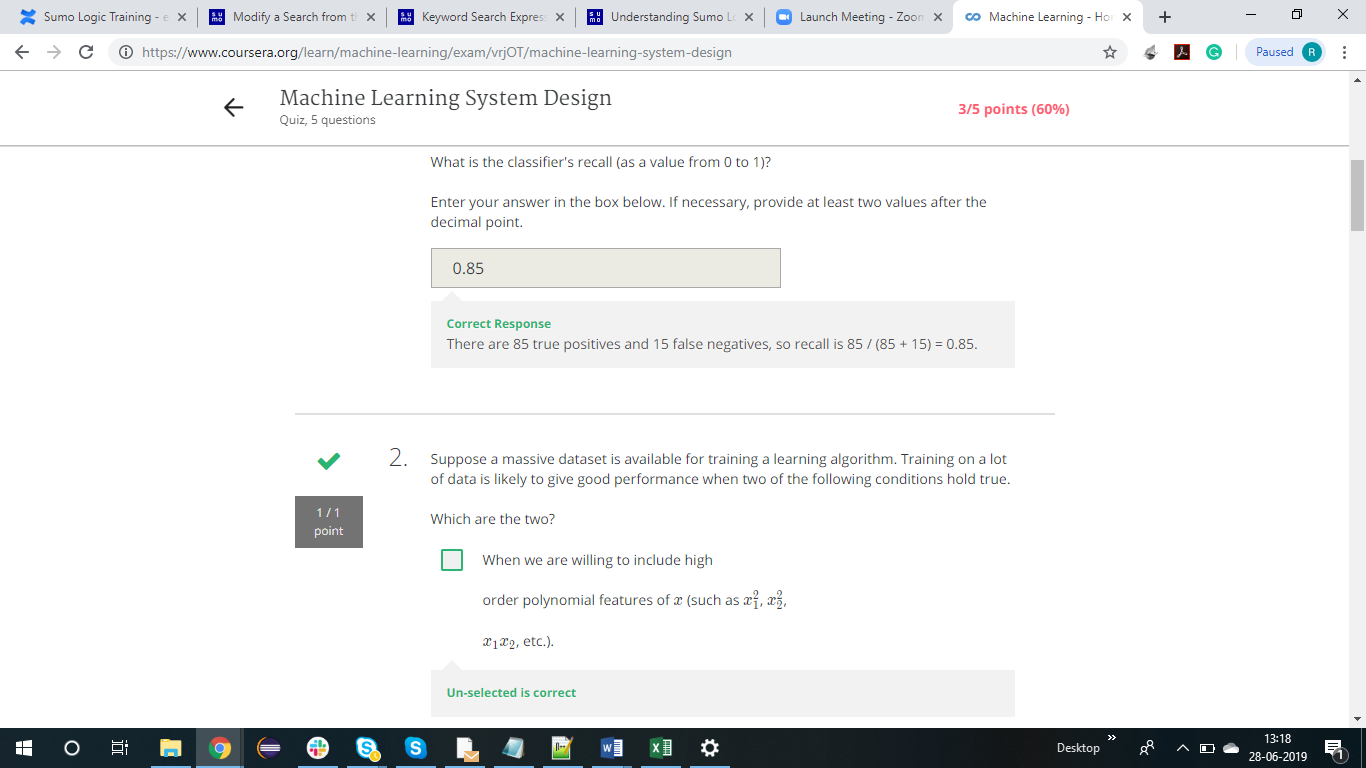 Sumo Logic Training - e
Modify a Search from th
Keyword Search Express
Understanding Sumo Lo
Launch Meeting - Zoom
Machine Learning - Hom
https://www.coursera.org/learn/machine-learning/exam/vrjOT/machine-learning-system-design
Paused R
Machine Learning System Design
Quiz, 5 questions
3/5 points (60%)
What is the classifier's recall (as a value from 0 to 1)?
Enter your answer in the box below. If necessary, provide at least two values after the
decimal point.
0.85
Correct Response
There are 85 true positives and 15 false negatives, so recall is 85 / (85 + 15) = 0.85.
2. Suppose a massive dataset is available for training a learning algorithm. Training on a lot
of data is likely to give good performance when two of the following conditions hold true.
1 / 1
point
Which are the two?
When we are willing to include high
order polynomial features of x (such as x₁², x₂²,
x₁x₂, etc.).
Un-selected is correct
Desktop
13:18
28-06-2019
1